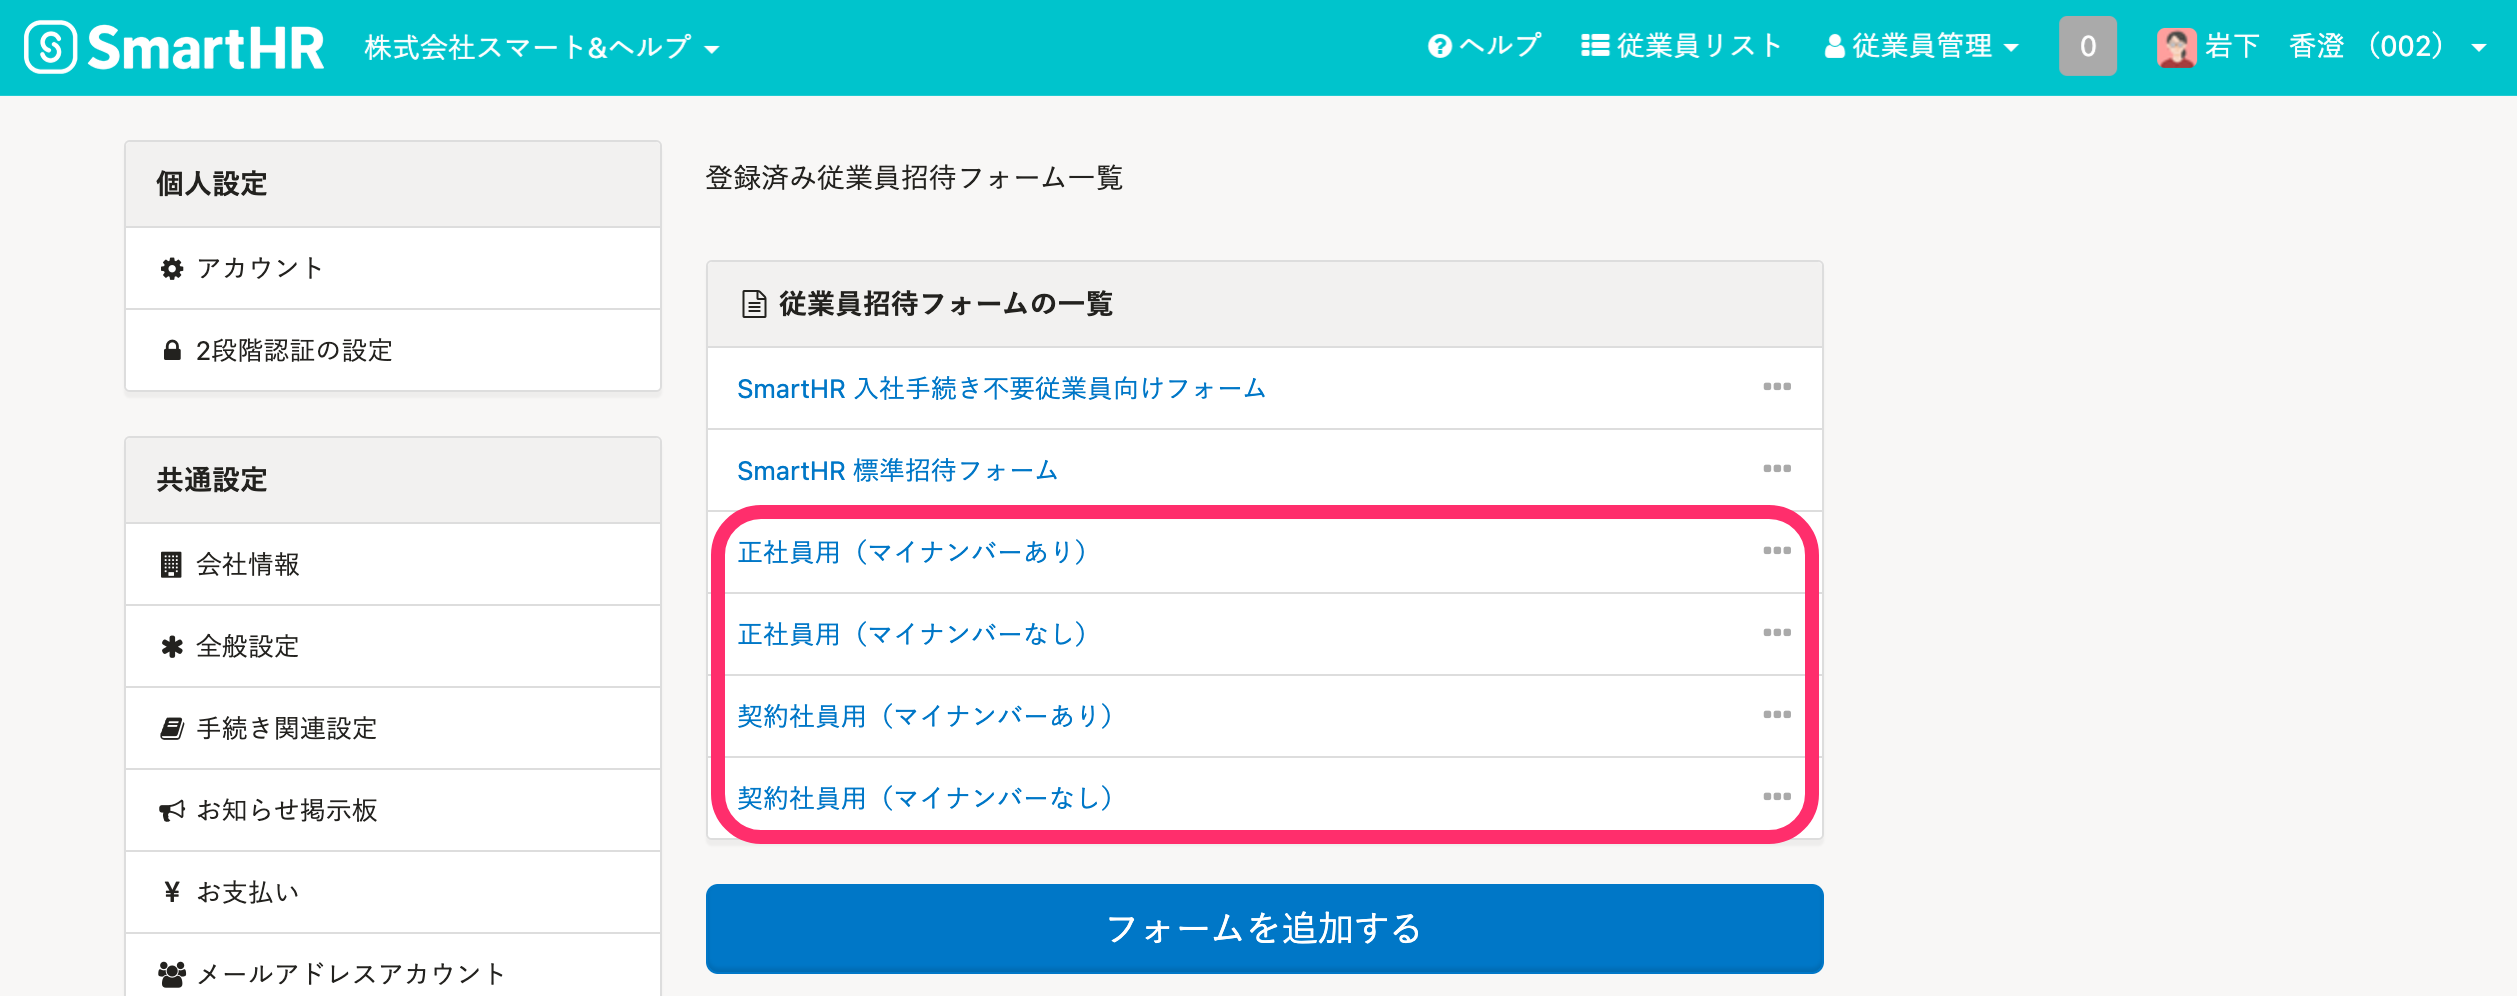 SmartHR 株式会社スマート&ヘルプ ヘルプ 従業員リスト 従業員管理 0 岩下 香澄 （002）
個人設定
アカウント
2段階認証の設定
共通設定
会社情報
全般設定
手続き関連設定
お知らせ掲示板
¥ お支払い
メールアドレスアカウント
登録済み従業員招待フォーム一覧
従業員招待フォームの一覧
SmartHR 入社手続き不要従業員向けフォーム
SmartHR 標準招待フォーム
正社員用（マイナンバーあり）
正社員用（マイナンバーなし）
契約社員用（マイナンバーあり）
契約社員用（マイナンバーなし）
フォームを追加する